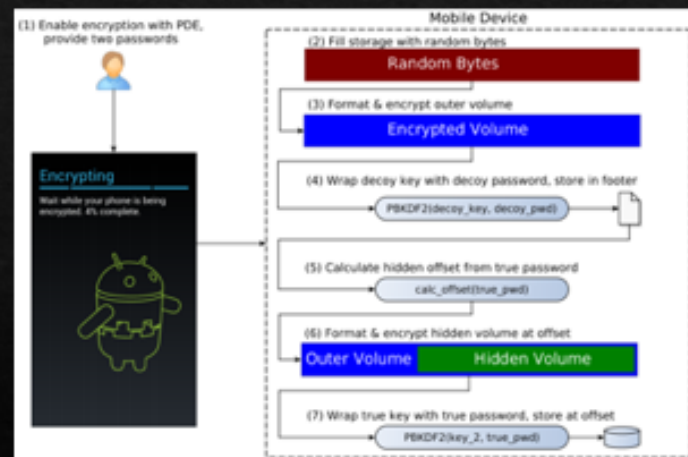 (1) Enable encryption with PDE,
provide two passwords
Mobile Device
(2) Fill storage with random bytes
Random Bytes
(3) Format & encrypt outer volume
Encrypted Volume
(4) Wrap decoy key with decoy password, store in footer
PBKDF2(decoy_key, decoy_pwd)
Encrypting
Wait while your phone is being
encrypted. 4% complete.
(5) Calculate hidden offset from true password
calc_offset(true_pwd)
(6) Format & encrypt hidden volume at offset
Outer Volume Hidden Volume
(7) Wrap true key with true password, store at offset
PBKDF2(key_2, true_pwd)